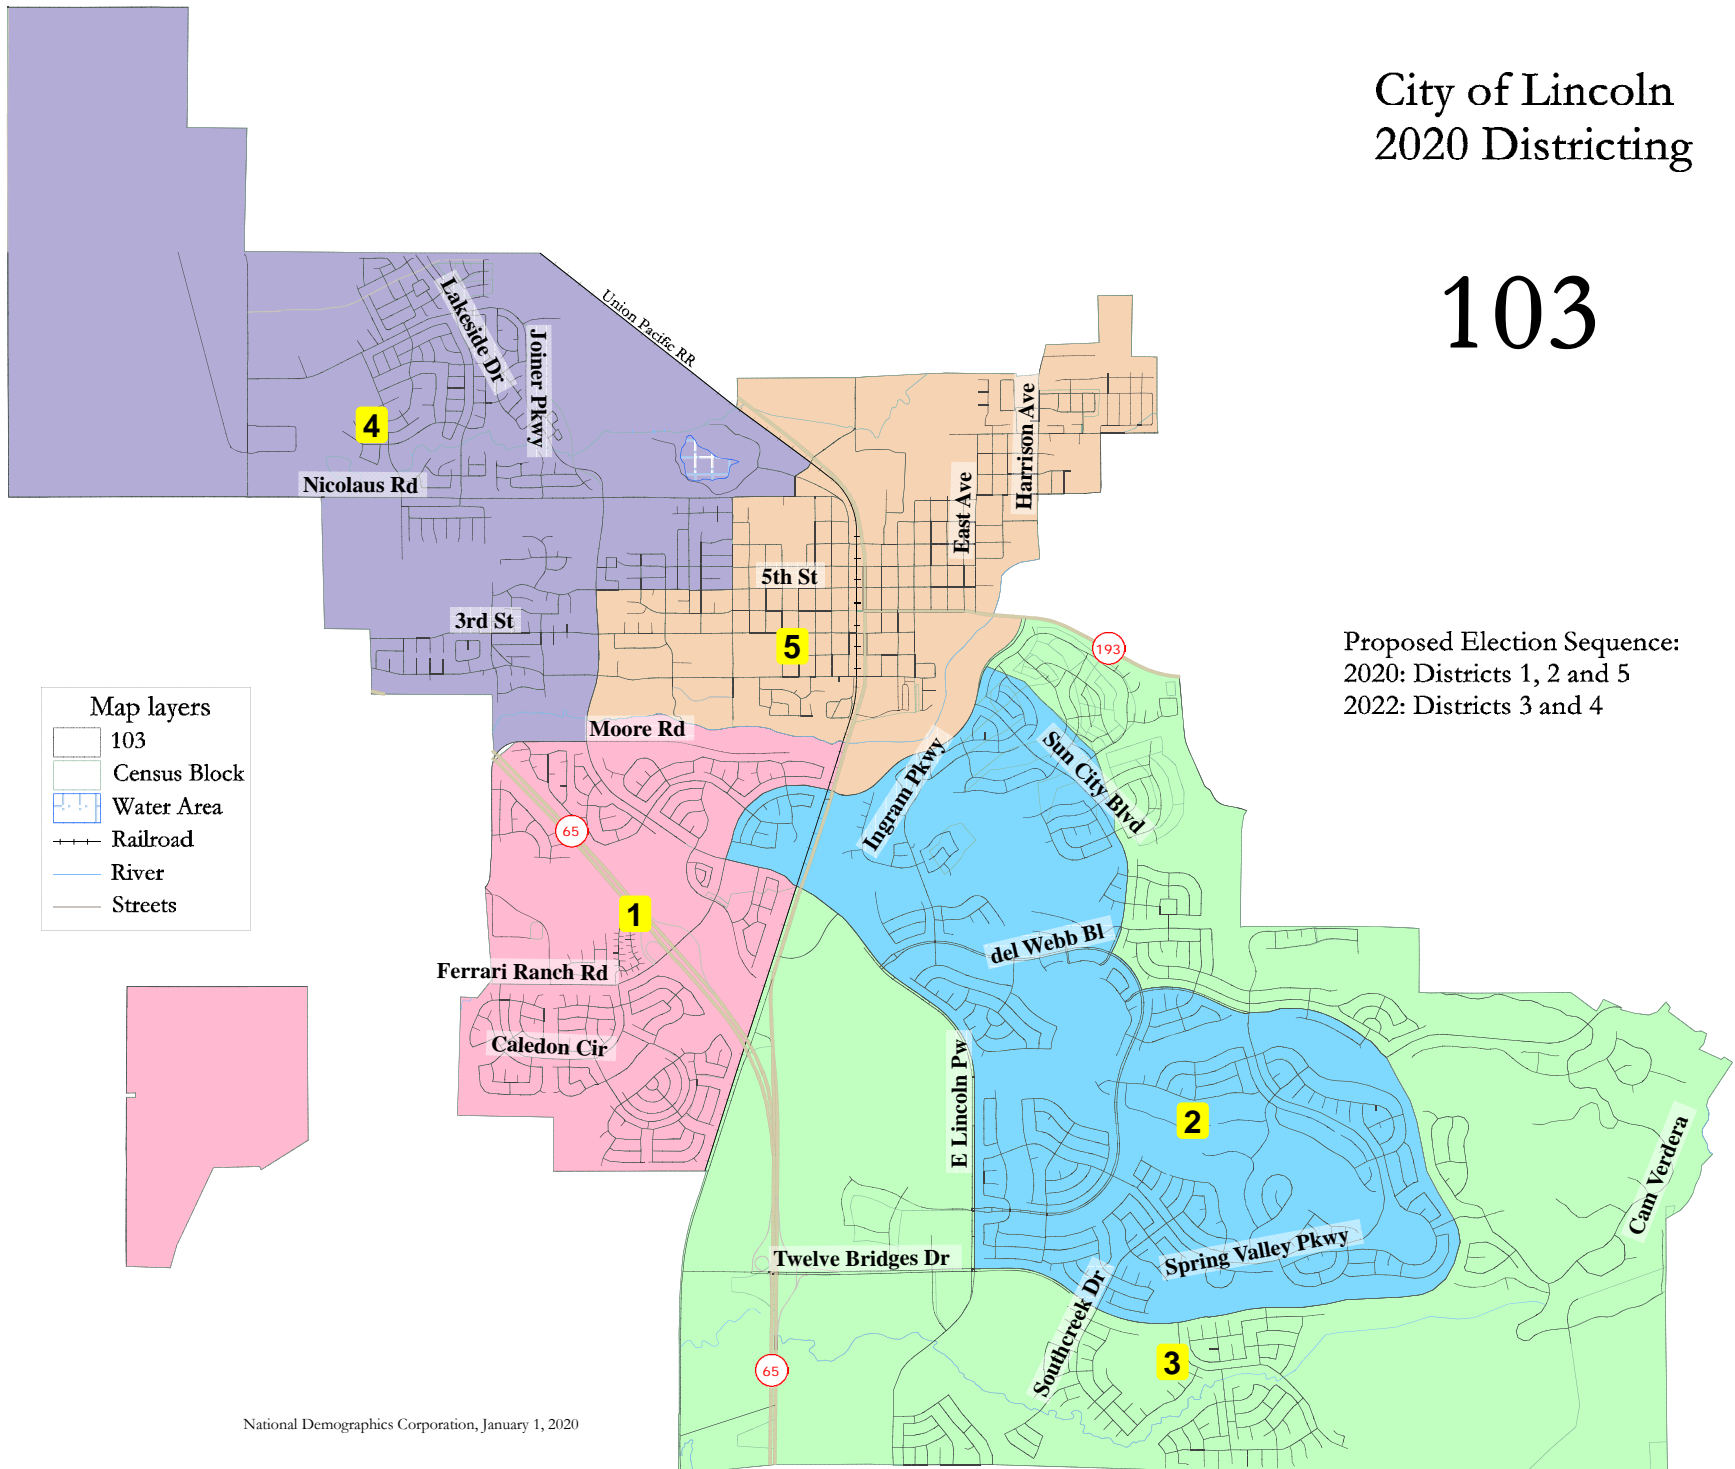 City of Lincoln
2020 Districting
103
Union Pacific RR
Lakeside Dr
Joiner Pkwy
Harrison Ave
4
East Ave
Nicolaus Rd
5th St
3rd St
5
193
Proposed Election Sequence:
2020: Districts 1, 2 and 5
2022: Districts 3 and 4
Map layers
103
Census Block
Water Area
Railroad
River
Streets
Moore Rd
Ingram Pkwy
Sun City Blvd
65
1
del Webb Bl
Ferrari Ranch Rd
Caledon Cir
E Lincoln Pw
2
Cam Verdera
Twelve Bridges Dr
Spring Valley Pkwy
Southcreek Dr
3
65
National Demographics Corporation, January 1, 2020